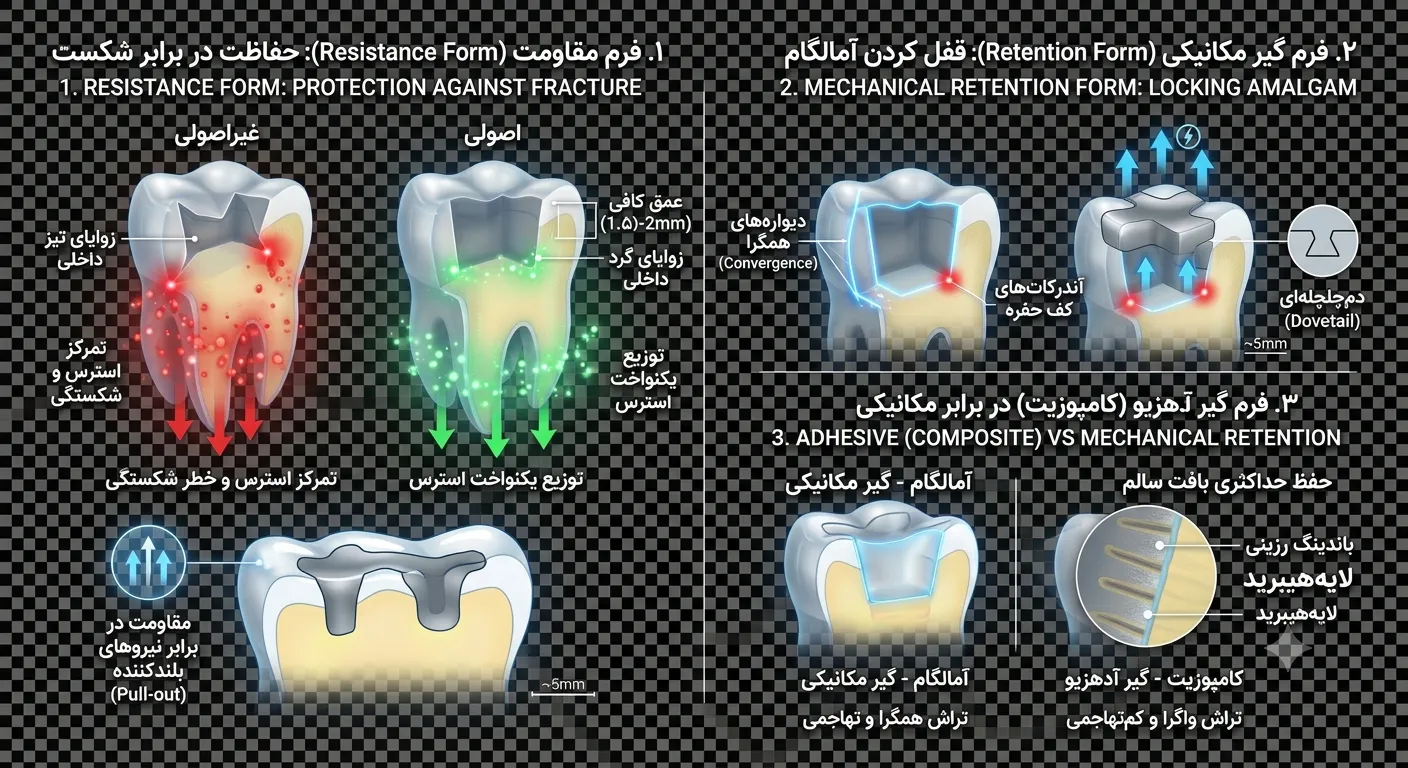 ۱. فرم مقاومت (Resistance Form): حفاظت در برابر شکست
1. RESISTANCE FORM: PROTECTION AGAINST FRACTURE
غیراصولی
اصولی
زوایای تیز
داخلی
عمق کافی
(۱.۵)-2mm)
زوایای گرد
داخلی
تمرکز
استرس و
شکستگی
توزیع
یکنواخت
استرس
تمرکز استرس و خطر شکستگی
توزیع یکنواخت استرس
مقاومت در
برابر نیروهای
بلندکننده
(Pull-out)
~5mm
۲. فرم گیر مکانیکی (Retention Form): قفل کردن آمالگام
2. MECHANICAL RETENTION FORM: LOCKING AMALGAM
دیواره‌های
همگرا
(Convergence)
آندرکات‌های
کف حفره
دم‌چلچله‌ای
(Dovetail)
~5mm
۳. فرم گیر آدهزیو (کامپوزیت) در برابر مکانیکی
3. ADHESIVE (COMPOSITE) VS MECHANICAL RETENTION
آمالگام - گیر مکانیکی
حفظ حداکثری بافت سالم
باندینگ رزینی
لایه‌هیبرید
لایه‌هیبرید
آمالگام - گیر مکانیکی
تراش همگرا و تهاجمی
کامپوزیت - گیر آدهزیو
تراش واگرا و کم‌تهاجمی